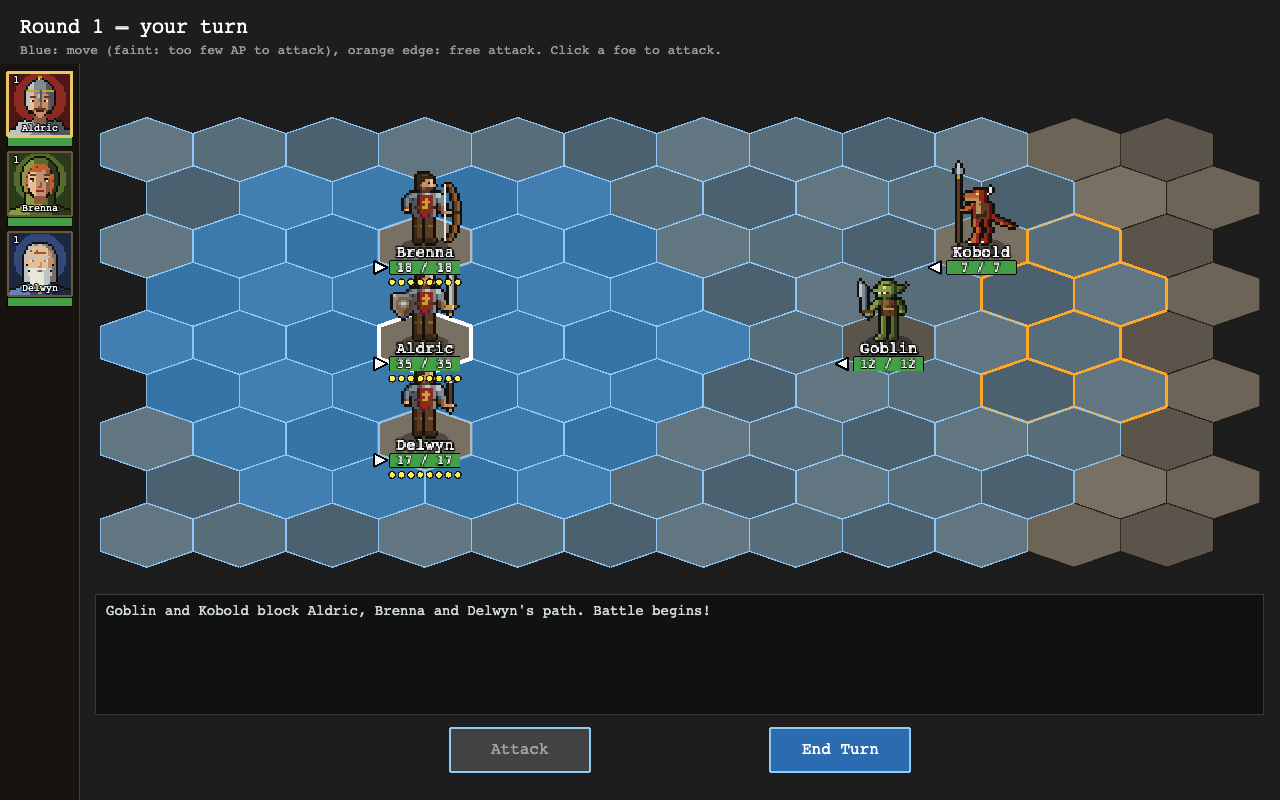 Round 1 — your turn
Blue: move (faint: too few AP to attack), orange edge: free attack. Click a foe to attack.
1
Aldric
1
Brenna
1
Delwyn
Brenna
18 / 18
Kobold
7 / 7
Aldric
35 / 35
Goblin
12 / 12
Delwyn
17 / 17
Goblin and Kobold block Aldric, Brenna and Delwyn's path. Battle begins!
Attack
End Turn